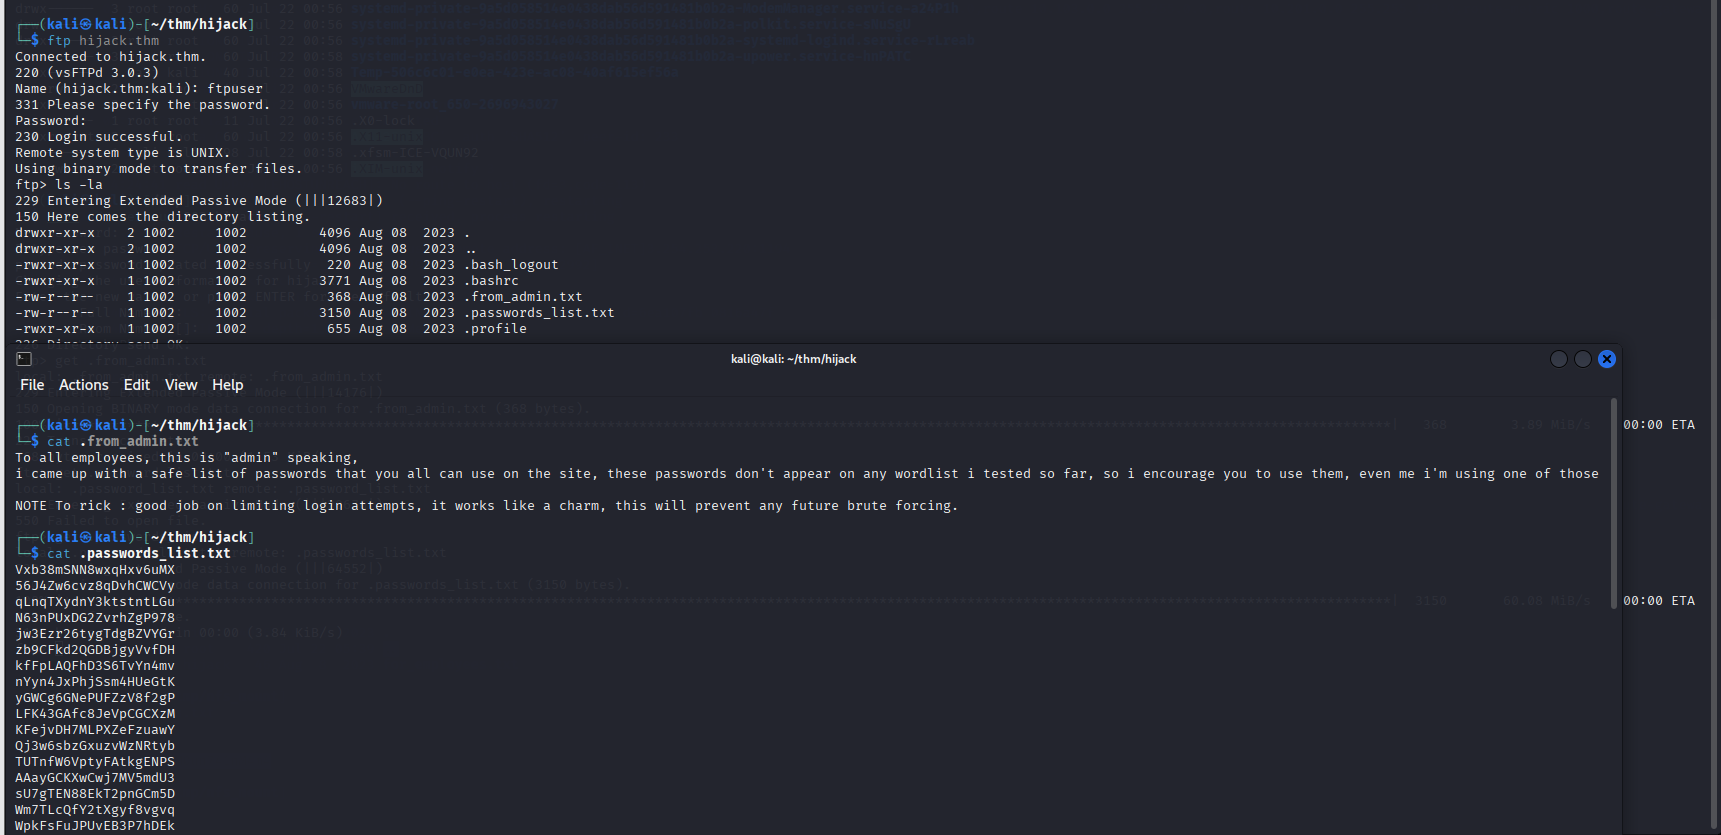 ┌──(kali㉿kali)-[~/thm/hijack]
└─$ ftp hijack.thm
Connected to hijack.thm.
220 (vsFTPd 3.0.3)
Name (hijack.thm:kali): ftpuser
331 Please specify the password.
Password:
230 Login successful.
Remote system type is UNIX.
Using binary mode to transfer files.
ftp> ls -la
229 Entering Extended Passive Mode (|||12683|)
150 Here comes the directory listing.
drwxr-xr-x 2 1002 1002 4096 Aug 08 2023 .
drwxr-xr-x 2 1002 1002 4096 Aug 08 2023 ..
-rwxr-xr-x 1 1002 1002 220 Aug 08 2023 .bash_logout
-rwxr-xr-x 1 1002 1002 3771 Aug 08 2023 .bashrc
-rw-r--r-- 1 1002 1002 368 Aug 08 2023 .from_admin.txt
-rw-r--r-- 1 1002 1002 3150 Aug 08 2023 .passwords_list.txt
-rwxr-xr-x 1 1002 1002 655 Aug 08 2023 .profile
226 Directory send OK.
kali@kali: ~/thm/hijack
File Actions Edit View Help
┌──(kali㉿kali)-[~/thm/hijack]
00:00 ETA
└─$ cat .from_admin.txt
To all employees, this is "admin" speaking,
i came up with a safe list of passwords that you all can use on the site, these passwords don't appear on any wordlist i tested so far, so i encourage you to use them, even me i'm using one of those
NOTE To rick : good job on limiting login attempts, it works like a charm, this will prevent any future brute forcing.
┌──(kali㉿kali)-[~/thm/hijack]
└─$ cat .passwords_list.txt
Vxb38mSNN8wxqHxv6uMX
56J4Zw6cvz8qDvhCWCVy
qLnqTXydnY3ktstntLGu
00:00 ETA
N63nPUxDG2ZvrhZgP978
jw3Ezr26tygTdgBZVYGr
zb9CFkd2QGDBjgyVvfDH
kfFpLAQFhD3S6TvYn4mv
nYyn4JxPhjSsm4HUeGtK
yGWCg6GNePUFZzV8f2gP
LFK43GAfc8JeVpCGCXzM
KFejvDH7MLPXZeFzuawY
Qj3w6sbzGxuzvWzNRtyb
TUTnfW6VptyFAtkgENPS
AAayGCKXwCwj7MV5mdU3
sU7gTEN88EkT2pnGCm5D
Wm7TLcQfY2tXgyf8vgvq
WpkFsFuJPUvEB3P7hDEk